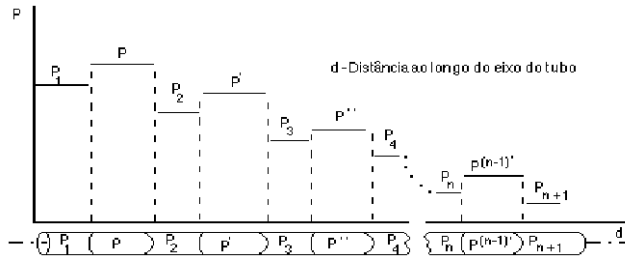 P
P
d-Distância ao longo do eixo do tubo
P1
P2
P'
P3
P''
P4
Pn
P(n-1)'
Pn+1
d
P1 P P2 P' P3 P'' P4 Pn P(n-1)' Pn+1